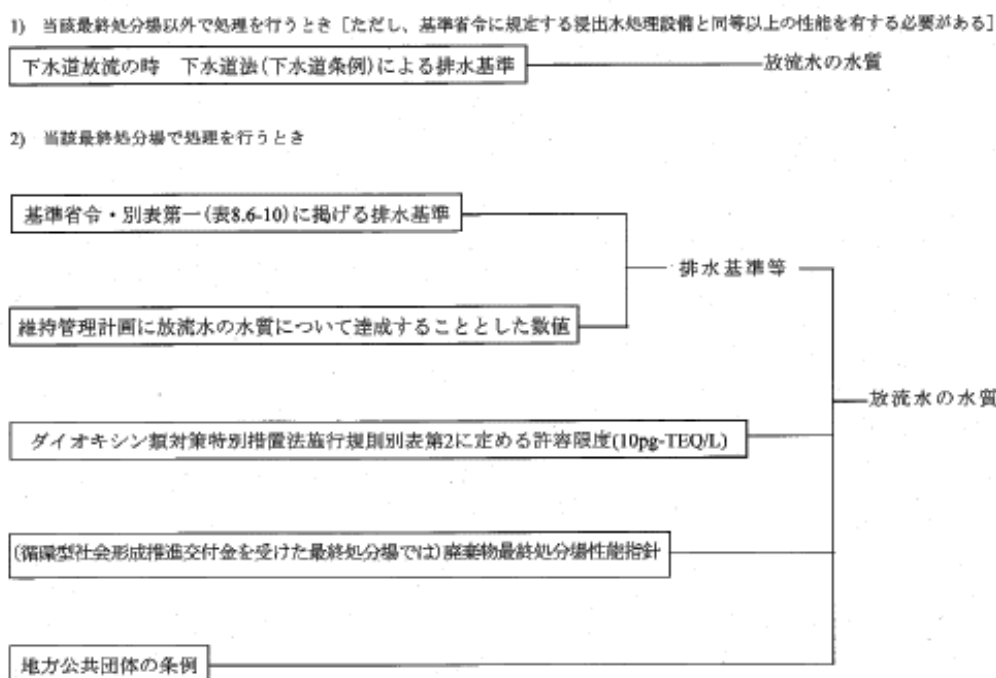 1) 当該最終処分場以外で処理を行うとき［ただし、基準省令に規定する浸出水処理設備と同等以上の性能を有する必要がある］
下水道放流の時 下水道法(下水道条例)による排水基準
放流水の水質
2) 当該最終処分場で処理を行うとき
基準省令・別表第一(表8.6-10)に掲げる排水基準
排水基準等
維持管理計画に放流水の水質について達成することとした数値
放流水の水質
ダイオキシン類対策特別措置法施行規則別表第2に定める許容限度(10pg-TEQ/L)
(循環型社会形成推進交付金を受けた最終処分場では)廃棄物最終処分場性能指針
地方公共団体の条例